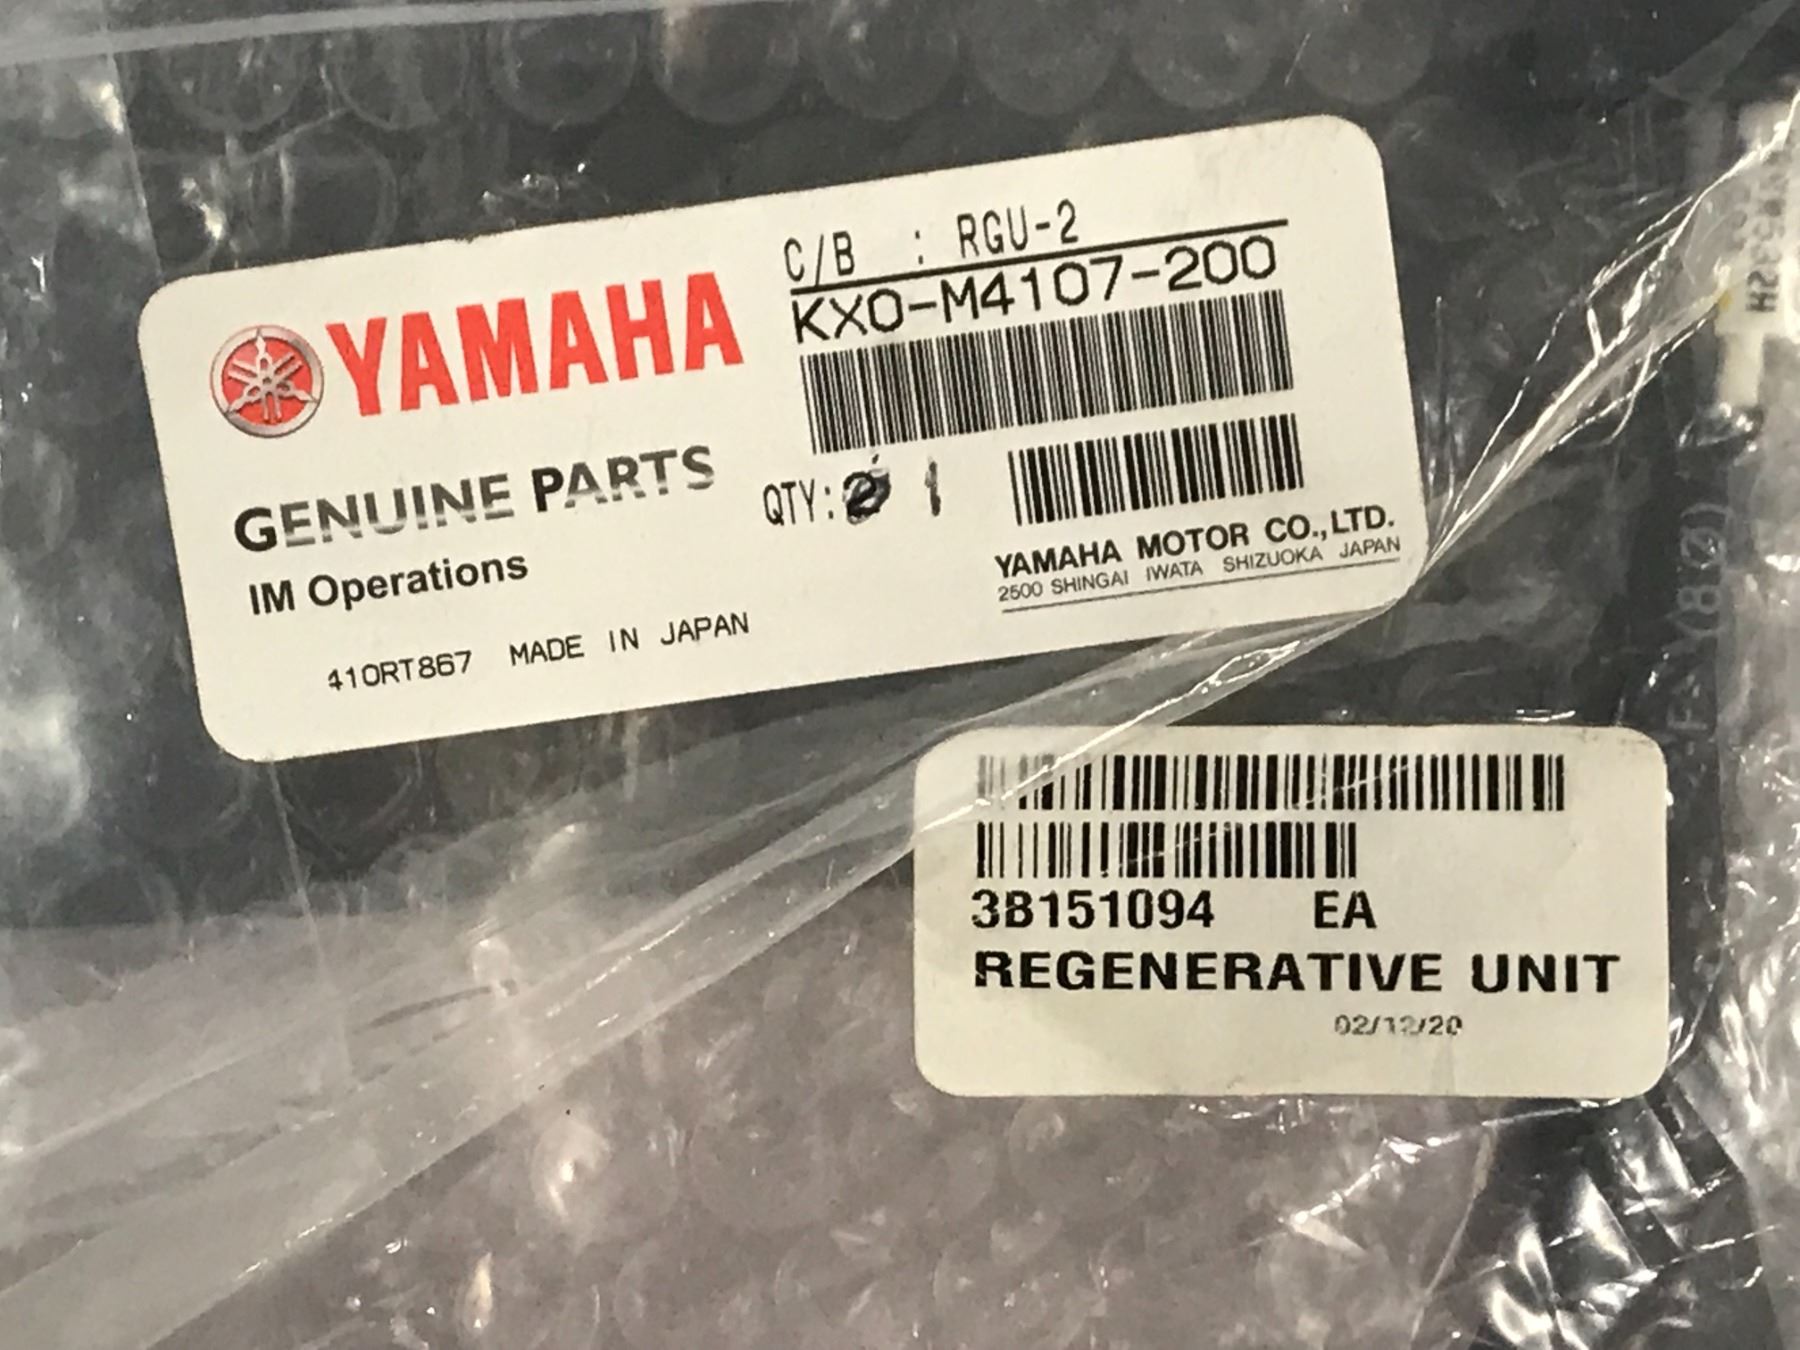 C/B : RGU-2
KX0-M4107-200
YAMAHA
GENUINE PARTS
QTY: 1
IM Operations
YAMAHA MOTOR CO.,LTD.
2500 SHINGAI IWATA SHIZUOKA JAPAN
410RT867 MADE IN JAPAN
3B151094 EA
REGENERATIVE UNIT
02/12/20